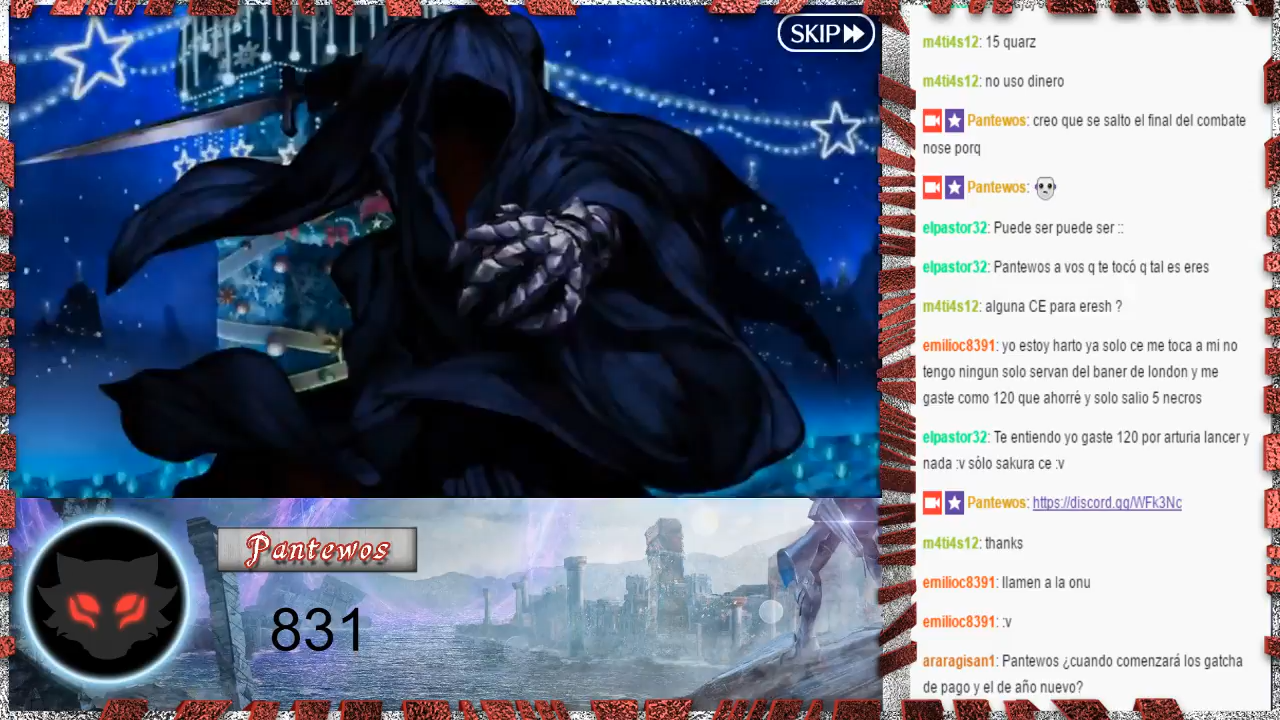 SKIP
m4ti4s12: 15 quarz
m4ti4s12: no uso dinero
Pantewos: creo que se salto el final del combate
nose porq
Pantewos:
elpastor32: Puede ser puede ser ::
elpastor32: Pantewos a vos q te tocó q tal es eres
m4ti4s12: alguna CE para eresh ?
emilioc8391: yo estoy harto ya solo ce me toca a mi no
tengo ningun solo servan del baner de london y me
gaste como 120 que ahorré y solo salio 5 necros
elpastor32: Te entiendo yo gaste 120 por arturia lancer y
nada :v sólo sakura ce :v
Pantewos: https://discord.gg/WFk3Nc
m4ti4s12: thanks
emilioc8391: llamen a la onu
emilioc8391: :v
araragisan1: Pantewos ¿cuando comenzará los gatcha
de pago y el de año nuevo?
Pantewos
831